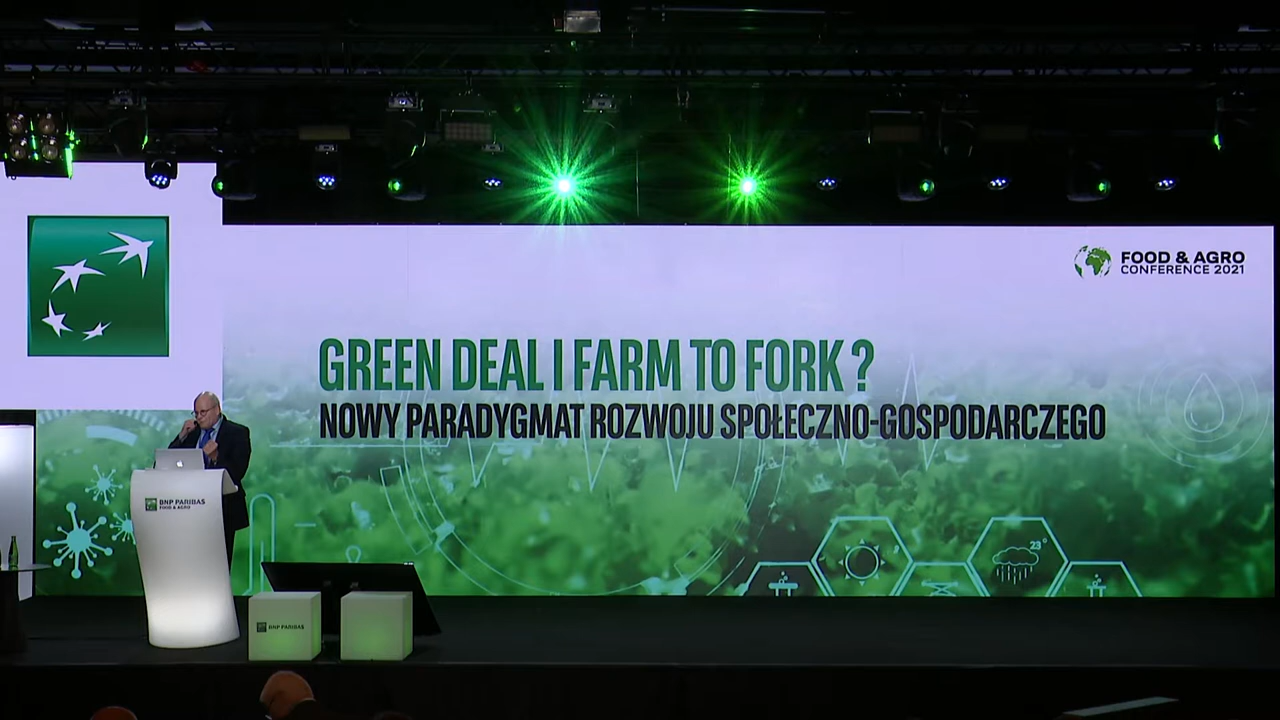 FOOD & AGRO
CONFERENCE 2021
GREEN DEAL I FARM TO FORK ?
NOWY PARADYGMAT ROZWOJU SPOŁECZNO-GOSPODARCZEGO
BNP PARIBAS
FOOD & AGRO
23°
BNP PARIBAS